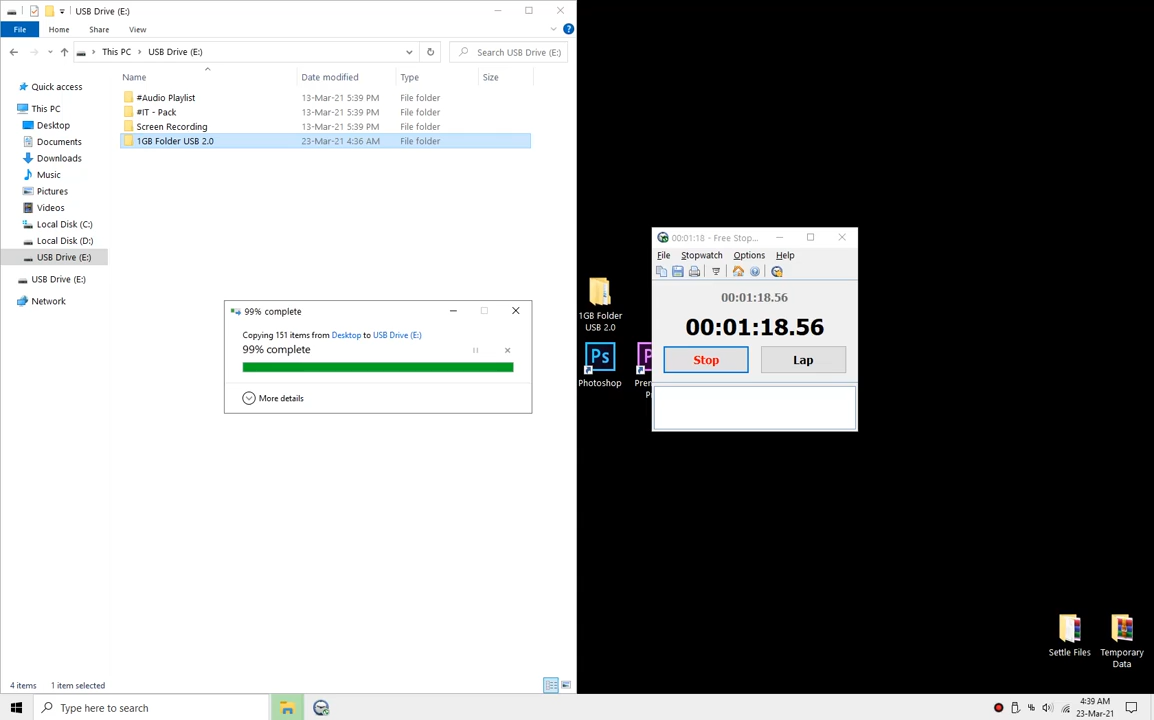 USB Drive (E:)
File Home Share View
This PC USB Drive (E:) Search USB Drive (E:)
Name Date modified Type Size
#Audio Playlist 13-Mar-21 5:39 PM File folder
#IT - Pack 13-Mar-21 5:39 PM File folder
Screen Recording 13-Mar-21 5:39 PM File folder
1GB Folder USB 2.0 23-Mar-21 4:36 AM File folder
Quick access
This PC
Desktop
Documents
Downloads
Music
Pictures
Videos
Local Disk (C:)
Local Disk (D:)
USB Drive (E:)
USB Drive (E:)
Network
99% complete
Copying 151 items from Desktop to USB Drive (E:)
99% complete
More details
4 items 1 item selected
1GB Folder
USB 2.0
Ps
Photoshop
00:01:18 - Free Stop...
File Stopwatch Options Help
00:01:18.56
00:01:18.56
Stop Lap
Settle Files
Temporary
Data
Type here to search
4:39 AM
23-Mar-21